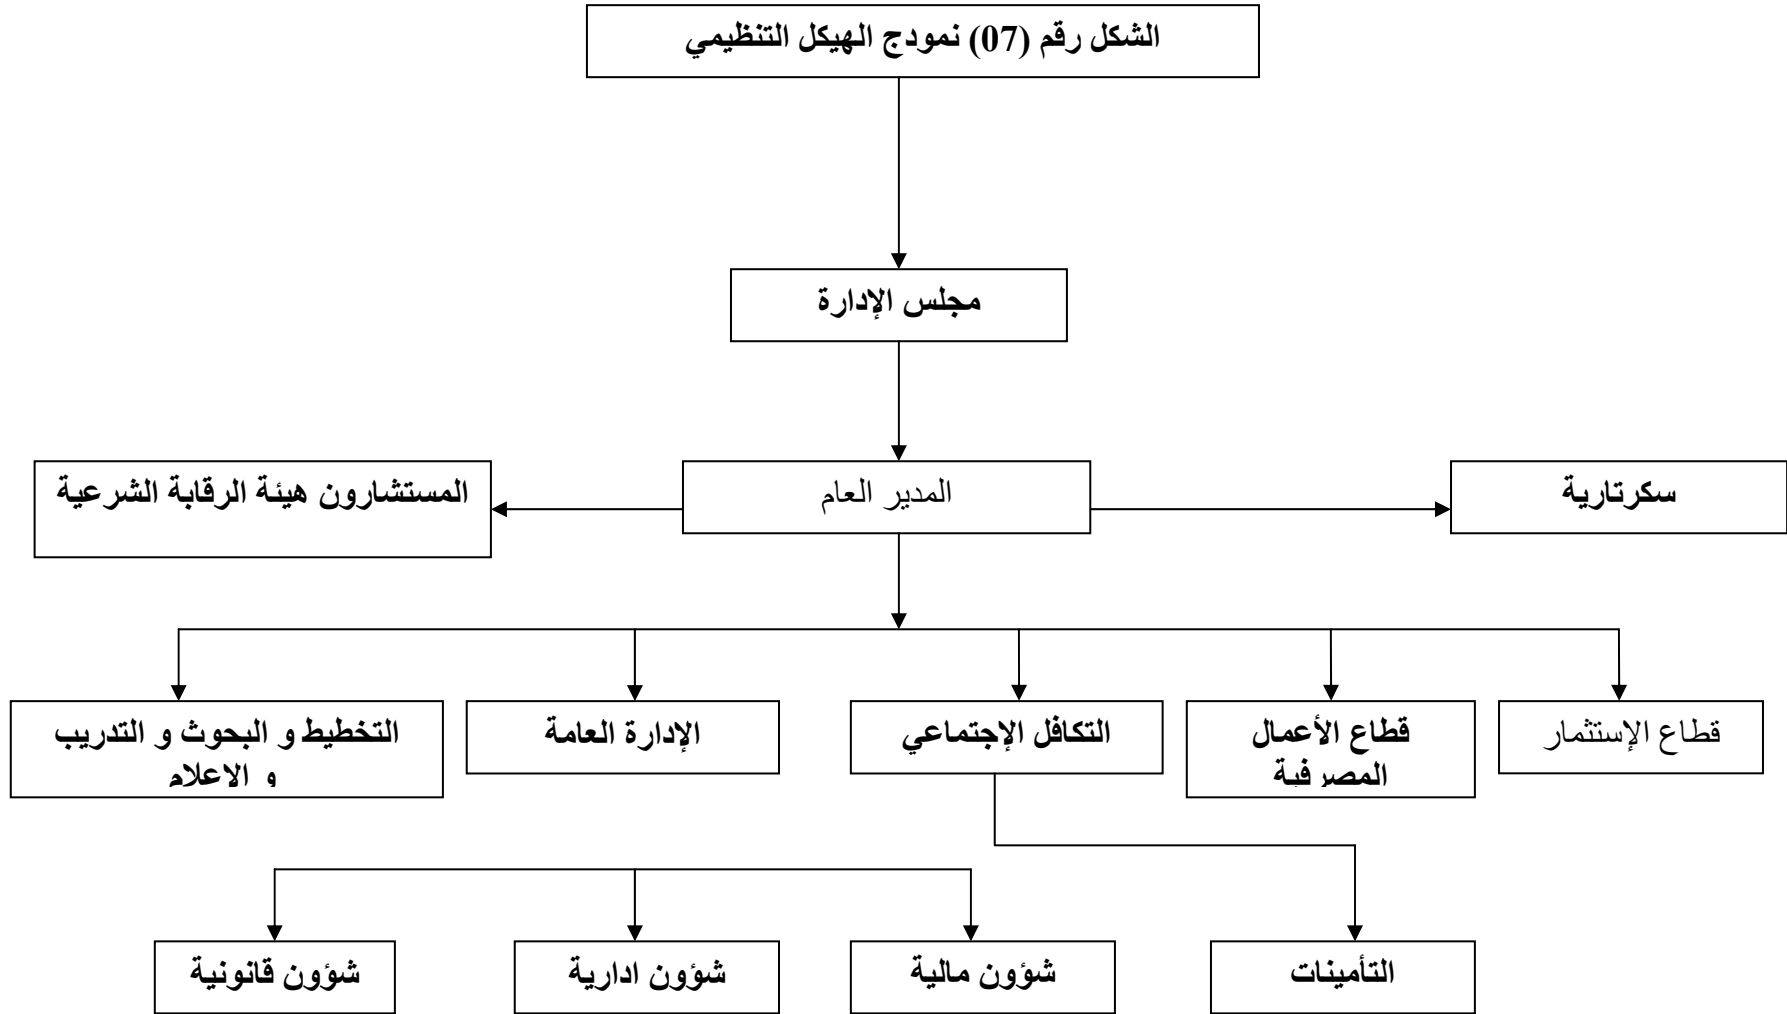 الشكل رقم (07) نمودج الهيكل التنظيمي
مجلس الإدارة
سكرتارية
المدير العام
المستشارون هيئة الرقابة الشرعية
قطاع الإستثمار
قطاع الأعمال
المصرفية
التكافل الإجتماعي
الإدارة العامة
التخطيط و البحوث و التدريب
و الاعلام
التأمينات
شؤون مالية
شؤون ادارية
شؤون قانونية